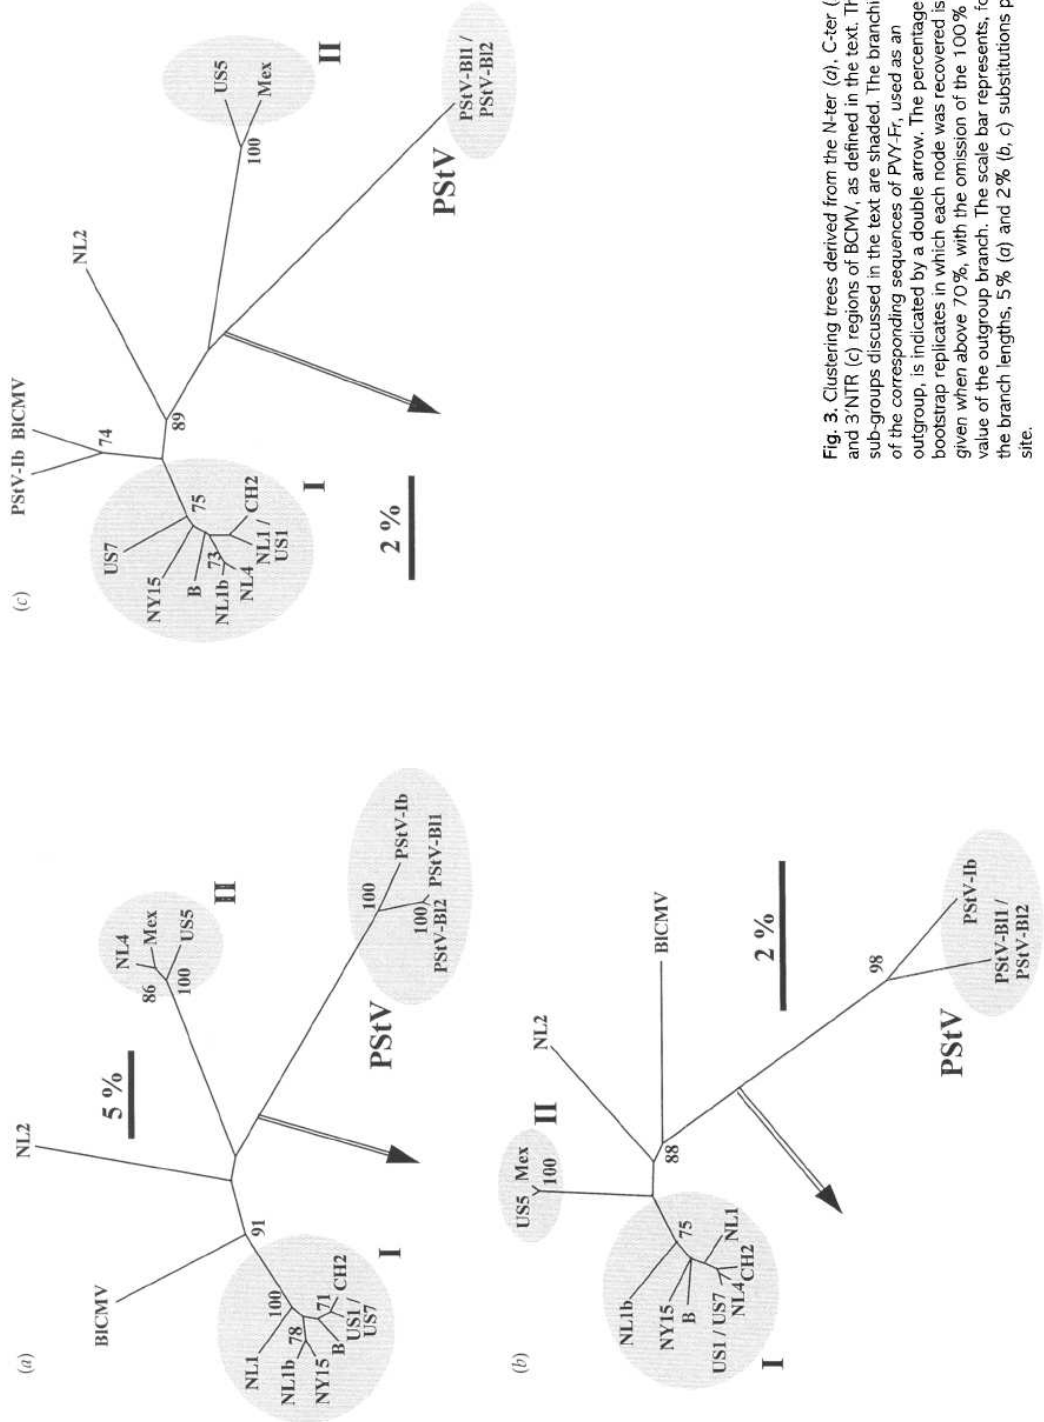 (a)
BlCMV
NL2
5 %
NL4
Mex
US5
86
100
II
91
100
NL1
78
71
NL1b
CH2
NY15
B
US1 /
US7
I
100
PStV-Ib
100
PStV-Bl1
PStV-Bl2
PStV
(b)
US5 Mex
100
II
NL2
BlCMV
2 %
88
NL1b
75
NY15
NL1
B
US1 / US7
CH2
NL4
I
98
PStV-Ib
PStV-Bl1 /
PStV-Bl2
PStV
(c)
PStV-Ib BlCMV
NL2
74
89
US5
Mex
100
II
US7
75
NY15
CH2
B
73
NL1b
NL4
NL1 /
US1
I
2 %
PStV
PStV-Bl1 /
PStV-Bl2
Fig. 3. Clustering trees derived from the N-ter (a), C-ter (
and 3′NTR (c) regions of BCMV, as defined in the text. Th
sub-groups discussed in the text are shaded. The branchi
of the corresponding sequences of PVY-Fr, used as an
outgroup, is indicated by a double arrow. The percentage
bootstrap replicates in which each node was recovered is
given when above 70%, with the omission of the 100%
value of the outgroup branch. The scale bar represents, fo
the branch lengths, 5% (a) and 2% (b, c) substitutions p
site.